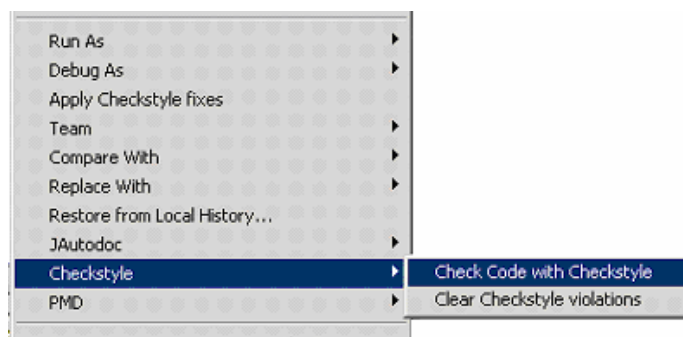 Run As
Debug As
Apply Checkstyle fixes
Team
Compare With
Replace With
Restore from Local History...
JAutodoc
Checkstyle
Check Code with Checkstyle
PMD
Clear Checkstyle violations